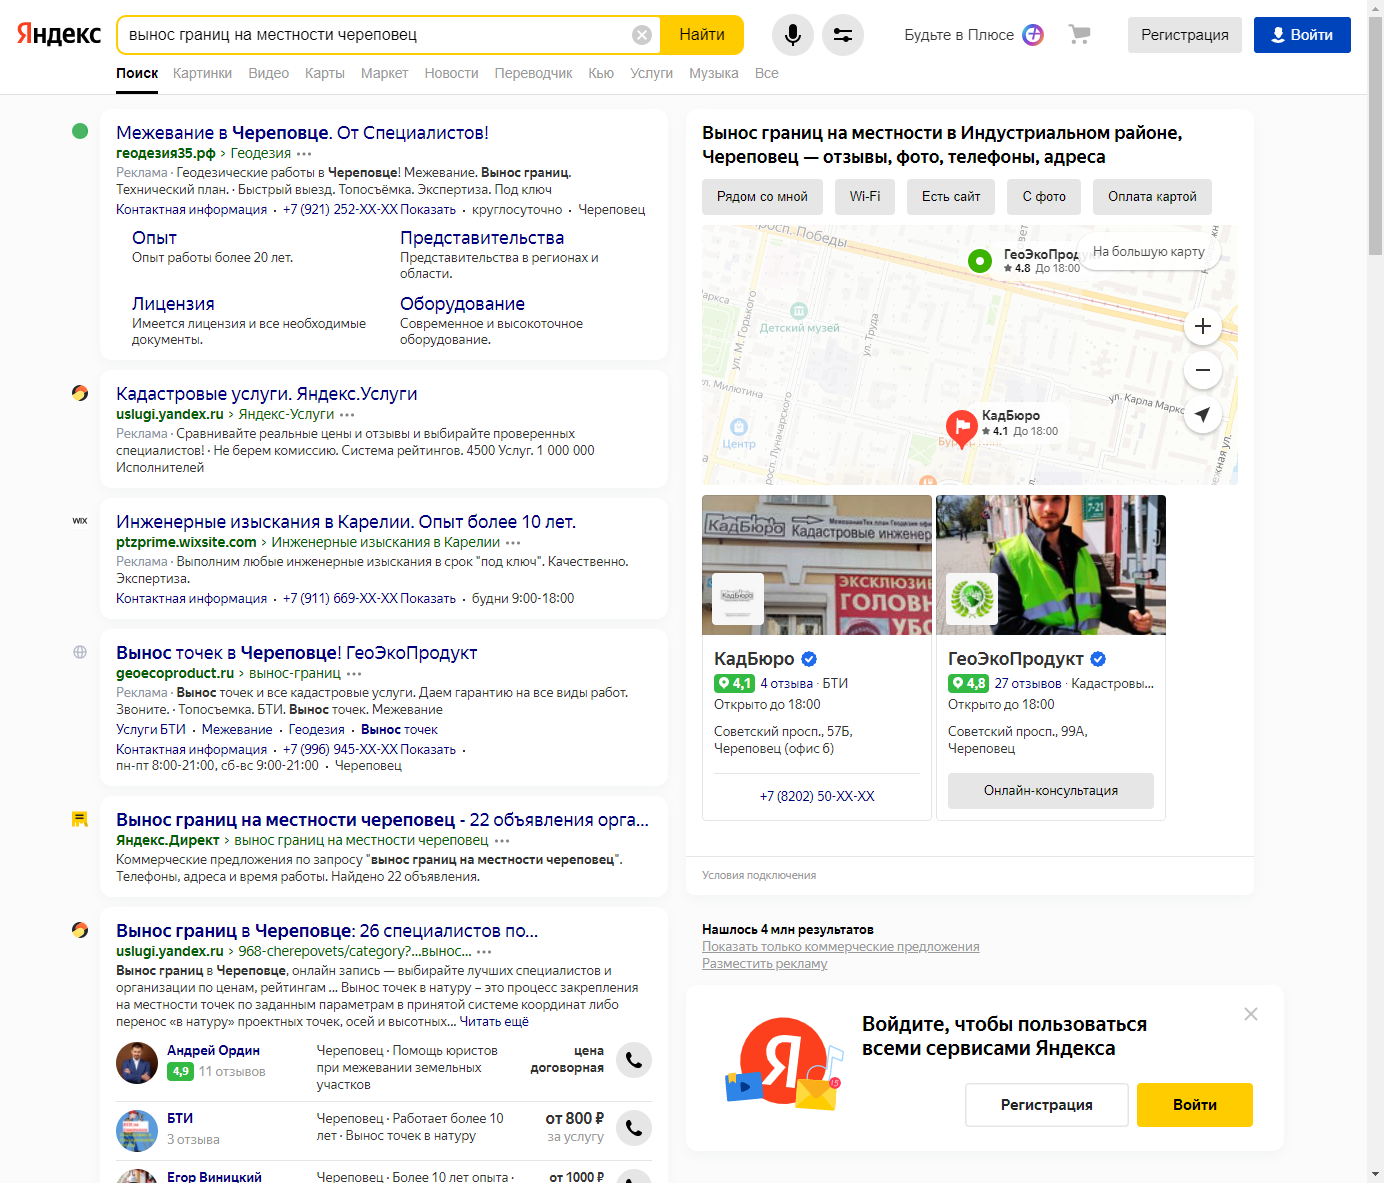 Яндекс
вынос границ на местности череповец
Найти
Будьте в Плюсе
Регистрация
Войти
Поиск Картинки Видео Карты Маркет Новости Переводчик Кью Услуги Музыка Все
Межевание в Череповце. От Специалистов!
геодезия35.рф › Геодезия
Реклама · Геодезические работы в Череповце! Межевание. Вынос границ.
Технический план. · Быстрый выезд. Топосъёмка. Экспертиза. Под ключ
Контактная информация · +7 (921) 252-XX-XX Показать · круглосуточно · Череповец
Опыт
Опыт работы более 20 лет.
Представительства
Представительства в регионах и
области.
Лицензия
Имеется лицензия и все необходимые
документы.
Оборудование
Современное и высокоточное
оборудование.
Кадастровые услуги. Яндекс.Услуги
uslugi.yandex.ru › Яндекс-Услуги
Реклама · Сравнивайте реальные цены и отзывы и выбирайте проверенных
специалистов! · Не берем комиссию. Система рейтингов. 4500 Услуг. 1 000 000
Исполнителей
WIX
Инженерные изыскания в Карелии. Опыт более 10 лет.
ptzprime.wixsite.com › Инженерные изыскания в Карелии
Реклама · Выполним любые инженерные изыскания в срок "под ключ". Качественно.
Экспертиза.
Контактная информация · +7 (911) 669-XX-XX Показать · будни 9:00-18:00
Вынос точек в Череповце! ГеоЭкоПродукт
geoecoproduct.ru › вынос-границ
Реклама · Вынос точек и все кадастровые услуги. Даем гарантию на все виды работ.
Звоните. · Топосъемка. БТИ. Вынос точек. Межевание
Услуги БТИ · Межевание · Геодезия · Вынос точек
Контактная информация · +7 (996) 945-XX-XX Показать ·
пн-пт 8:00-21:00, сб-вс 9:00-21:00 · Череповец
Вынос границ на местности череповец - 22 объявления орга...
Яндекс.Директ › вынос границ на местности череповец
Коммерческие предложения по запросу "вынос границ на местности череповец".
Телефоны, адреса и время работы. Найдено 22 объявления.
Вынос границ в Череповце: 26 специалистов по...
uslugi.yandex.ru › 968-cherepovets/category?...вынос...
Вынос границ в Череповце, онлайн запись — выбирайте лучших специалистов и
организации по ценам, рейтингам ... Вынос точек в натуру – это процесс закрепления
на местности точек по заданным параметрам в принятой системе координат либо
перенос «в натуру» проектных точек, осей и высотных... Читать ещё
Андрей Ордин
4,9 11 отзывов
Череповец · Помощь юристов
при межевании земельных
участков
цена
договорная
БТИ
3 отзыва
Череповец · Работает более 10
лет · Вынос точек в натуру
от 800 ₽
за услугу
Егор Виницкий
Череповец · Более 10 лет опыта ·
от 1000 ₽
Вынос границ на местности в Индустриальном районе,
Череповец — отзывы, фото, телефоны, адреса
Рядом со мной
Wi-Fi
Есть сайт
С фото
Оплата картой
просп. Победы
ГеоЭкоПрод
4.8 До 18:00
На большую карту
Детский музей
ул. М. Горького
ул. Труда
ул. Милютина
просп. Луначарского
ул. Карла Маркс
Центр
КадБюро
4.1 До 18:00
КадБюро
Кадастровые инженер
ЭКСКЛЮЗИВ
ГОЛОВН
УБО
КадБюро
7-21
КадБюро
4,1 4 отзыва · БТИ
Открыто до 18:00
Советский просп., 57Б,
Череповец (офис 6)
+7 (8202) 50-XX-XX
ГеоЭкоПродукт
4,8 27 отзывов · Кадастровы...
Открыто до 18:00
Советский просп., 99А,
Череповец
Онлайн-консультация
Условия подключения
Нашлось 4 млн результатов
Показать только коммерческие предложения
Разместить рекламу
Я
Войдите, чтобы пользоваться
всеми сервисами Яндекса
Регистрация
Войти